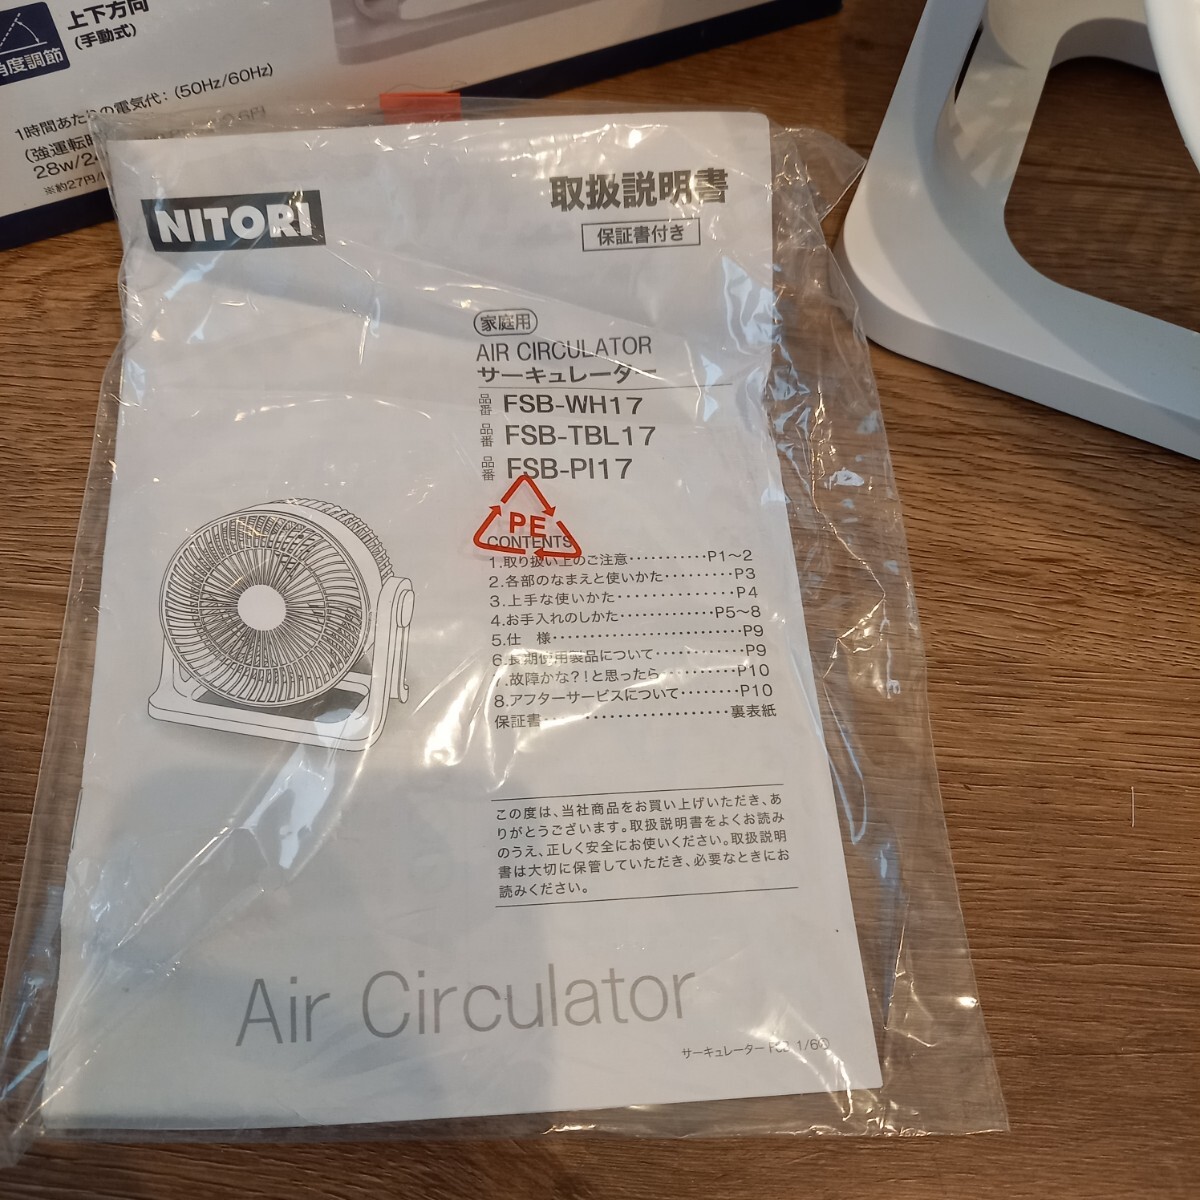 上下方向
(手動式)
角度調節
1時間あたりの電気代：(50Hz/60Hz)
(強運転時
28w/24
※約27円/
NITORI
取扱説明書
保証書付き
家庭用
AIR CIRCULATOR
サーキュレーター
品番 FSB-WH17
品番 FSB-TBL17
品番 FSB-PI17
PE
CONTENTS
1.取り扱い上のご注意・・・・・・・・・・・P1〜2
2.各部のなまえと使いかた・・・・・・・・・P3
3.上手な使いかた・・・・・・・・・・・・・・P4
4.お手入れのしかた・・・・・・・・・・・・P5〜8
5.仕　様・・・・・・・・・・・・・・・・・・・・・・・・P9
6.長期使用製品について・・・・・・・・・・・・P9
7.故障かな？！と思ったら・・・・・・・・・・P10
8.アフターサービスについて・・・・・・・・P10
保証書・・・・・・・・・・・・・・・・・・・・・・裏表紙
この度は、当社商品をお買い上げいただき、あ
りがとうございます。取扱説明書をよくお読み
のうえ、正しく安全にお使いください。取扱説明
書は大切に保管していただき、必要なときにお
読みください。
Air Circulator
サーキュレーター FSB 1/6①